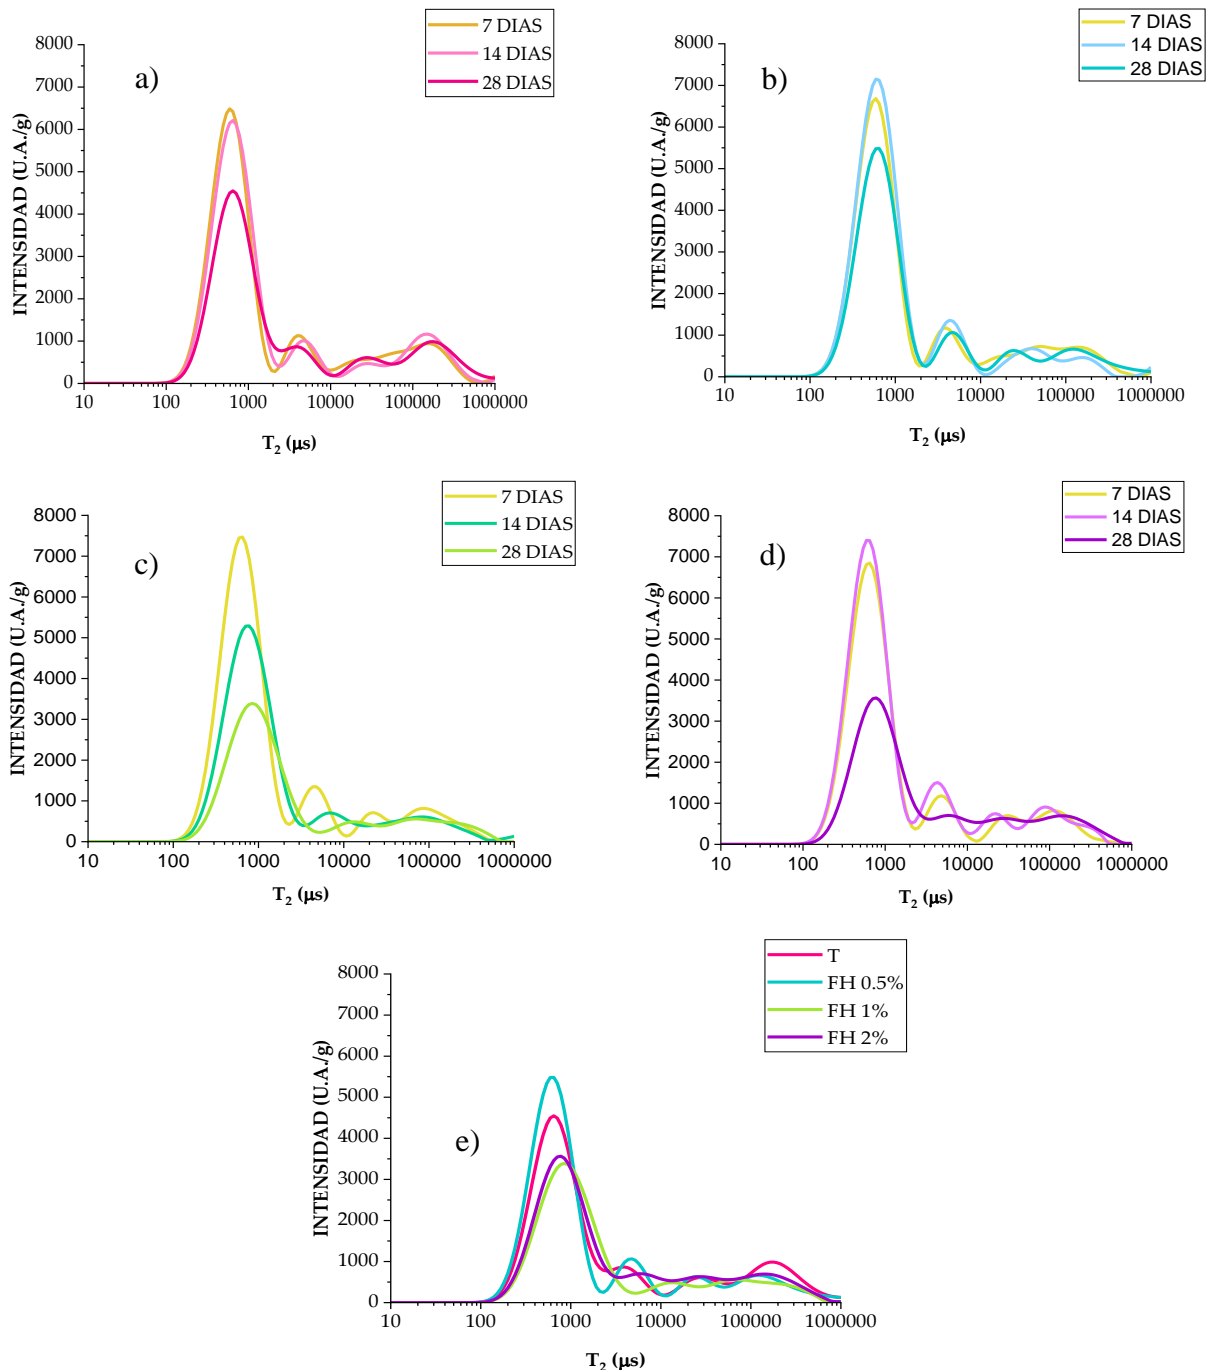 7 DIAS
14 DIAS
28 DIAS
a)
8000
7000
6000
5000
4000
3000
2000
1000
0
INTENSIDAD (U.A./g)
10 100 1000 10000 100000 1000000
T2 (μs)
7 DIAS
14 DIAS
28 DIAS
b)
8000
7000
6000
5000
4000
3000
2000
1000
0
INTENSIDAD (U.A./g)
10 100 1000 10000 100000 1000000
T2 (μs)
7 DIAS
14 DIAS
28 DIAS
c)
8000
7000
6000
5000
4000
3000
2000
1000
0
INTENSIDAD (U.A./g)
10 100 1000 10000 100000 1000000
T2 (μs)
7 DIAS
14 DIAS
28 DIAS
d)
8000
7000
6000
5000
4000
3000
2000
1000
0
INTENSIDAD (U.A./g)
10 100 1000 10000 100000 1000000
T2 (μs)
T
FH 0.5%
FH 1%
FH 2%
e)
8000
7000
6000
5000
4000
3000
2000
1000
0
INTENSIDAD (U.A./g)
10 100 1000 10000 100000 1000000
T2 (μs)